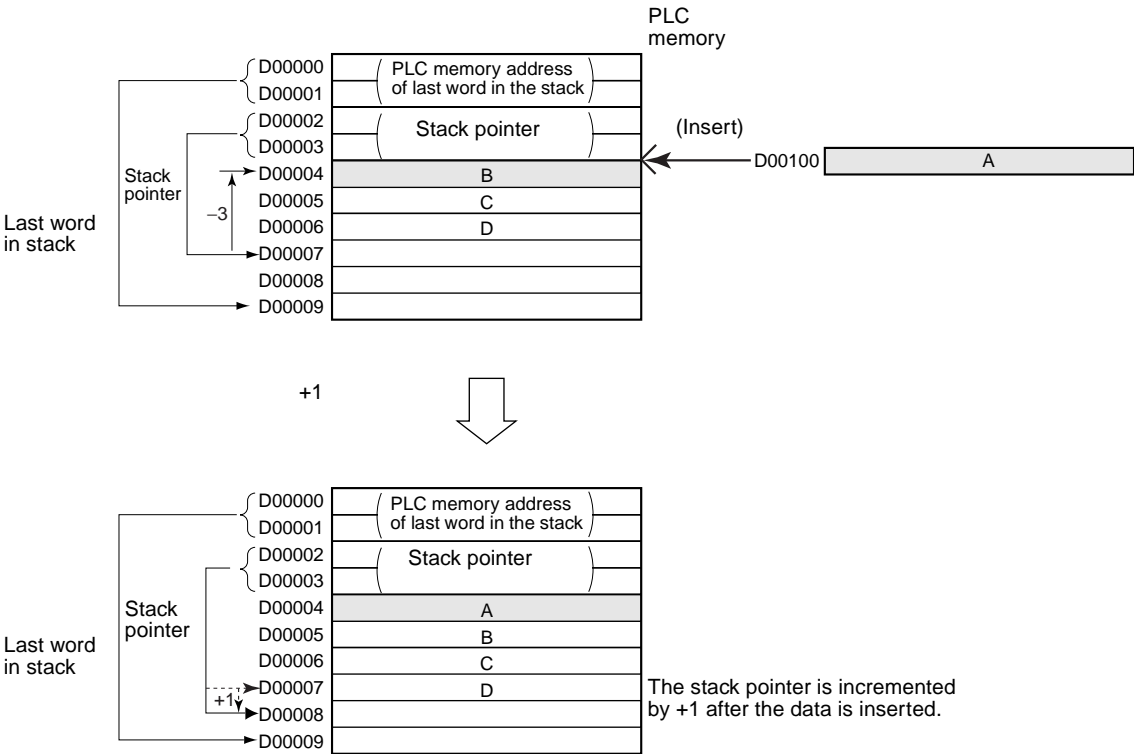 PLC
memory
D00000
PLC memory address
D00001
of last word in the stack
D00002
Stack pointer
D00003
(Insert)
D00004
B
D00100
A
Stack
pointer
D00005
C
−3
D00006
D
Last word
in stack
D00007
D00008
D00009
+1
D00000
PLC memory address
D00001
of last word in the stack
D00002
Stack pointer
D00003
D00004
A
Stack
pointer
D00005
B
Last word
in stack
D00006
C
D00007
D
+1
D00008
The stack pointer is incremented
by +1 after the data is inserted.
D00009